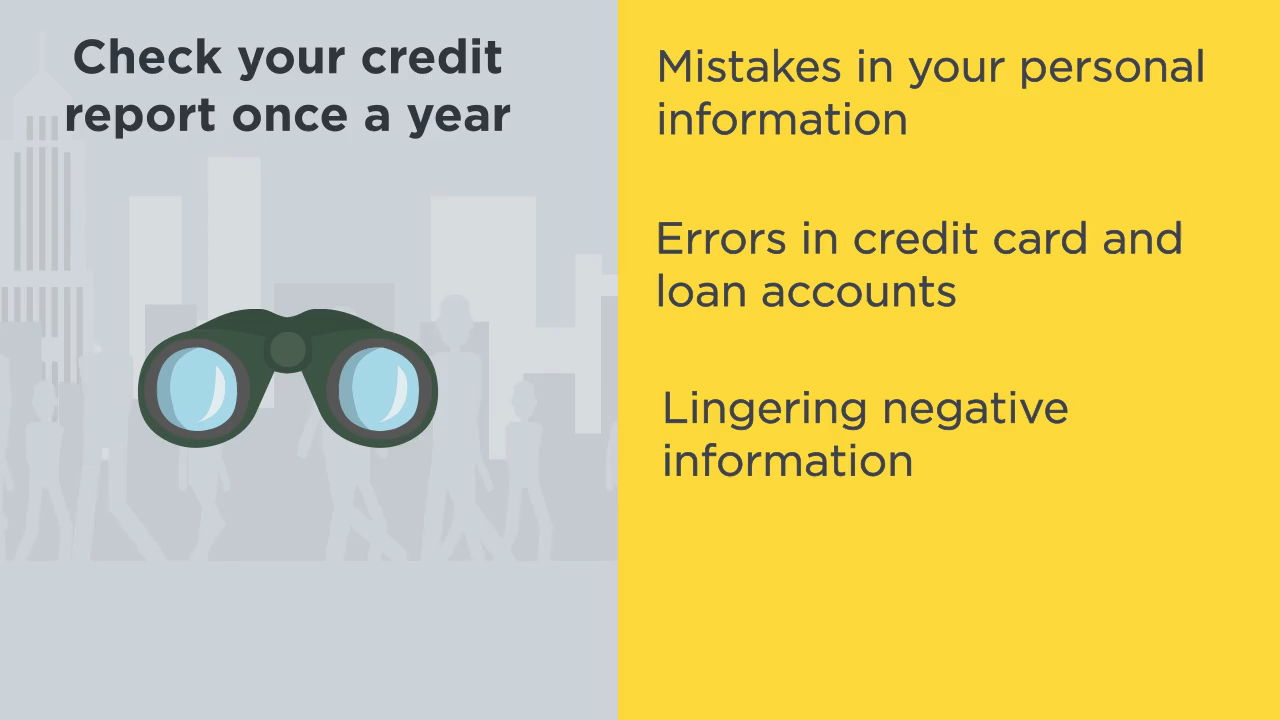 Check your credit
report once a year
Mistakes in your personal
information
Errors in credit card and
loan accounts
Lingering negative
information